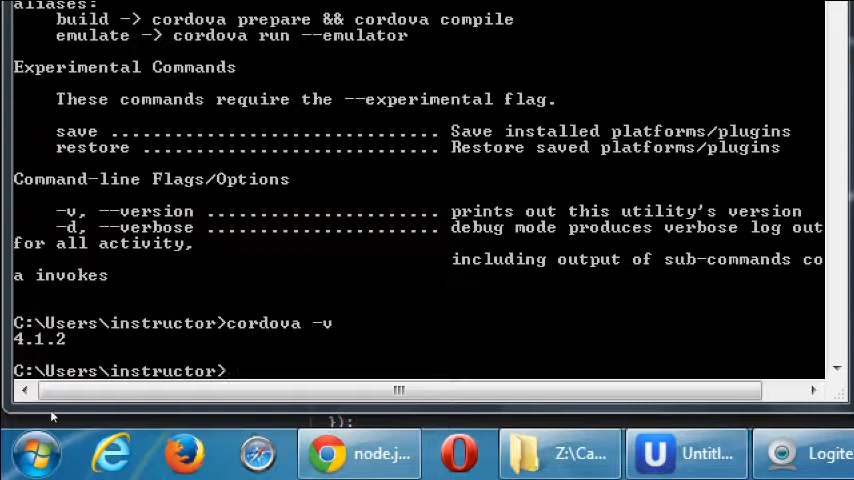 aliases:
    build -> cordova prepare && cordova compile
    emulate -> cordova run --emulator
Experimental Commands
    These commands require the --experimental flag.
    save ............................... Save installed platforms/plugins
    restore ............................ Restore saved platforms/plugins
Command-line Flags/Options
    -v, --version ...................... prints out this utility's version
    -d, --verbose ...................... debug mode produces verbose log out
for all activity,
                                         including output of sub-commands co
a invokes
C:\Users\instructor>cordova -v
4.1.2
C:\Users\instructor>
});
node.j...
Z:\Ca...
Untitl...
Logite